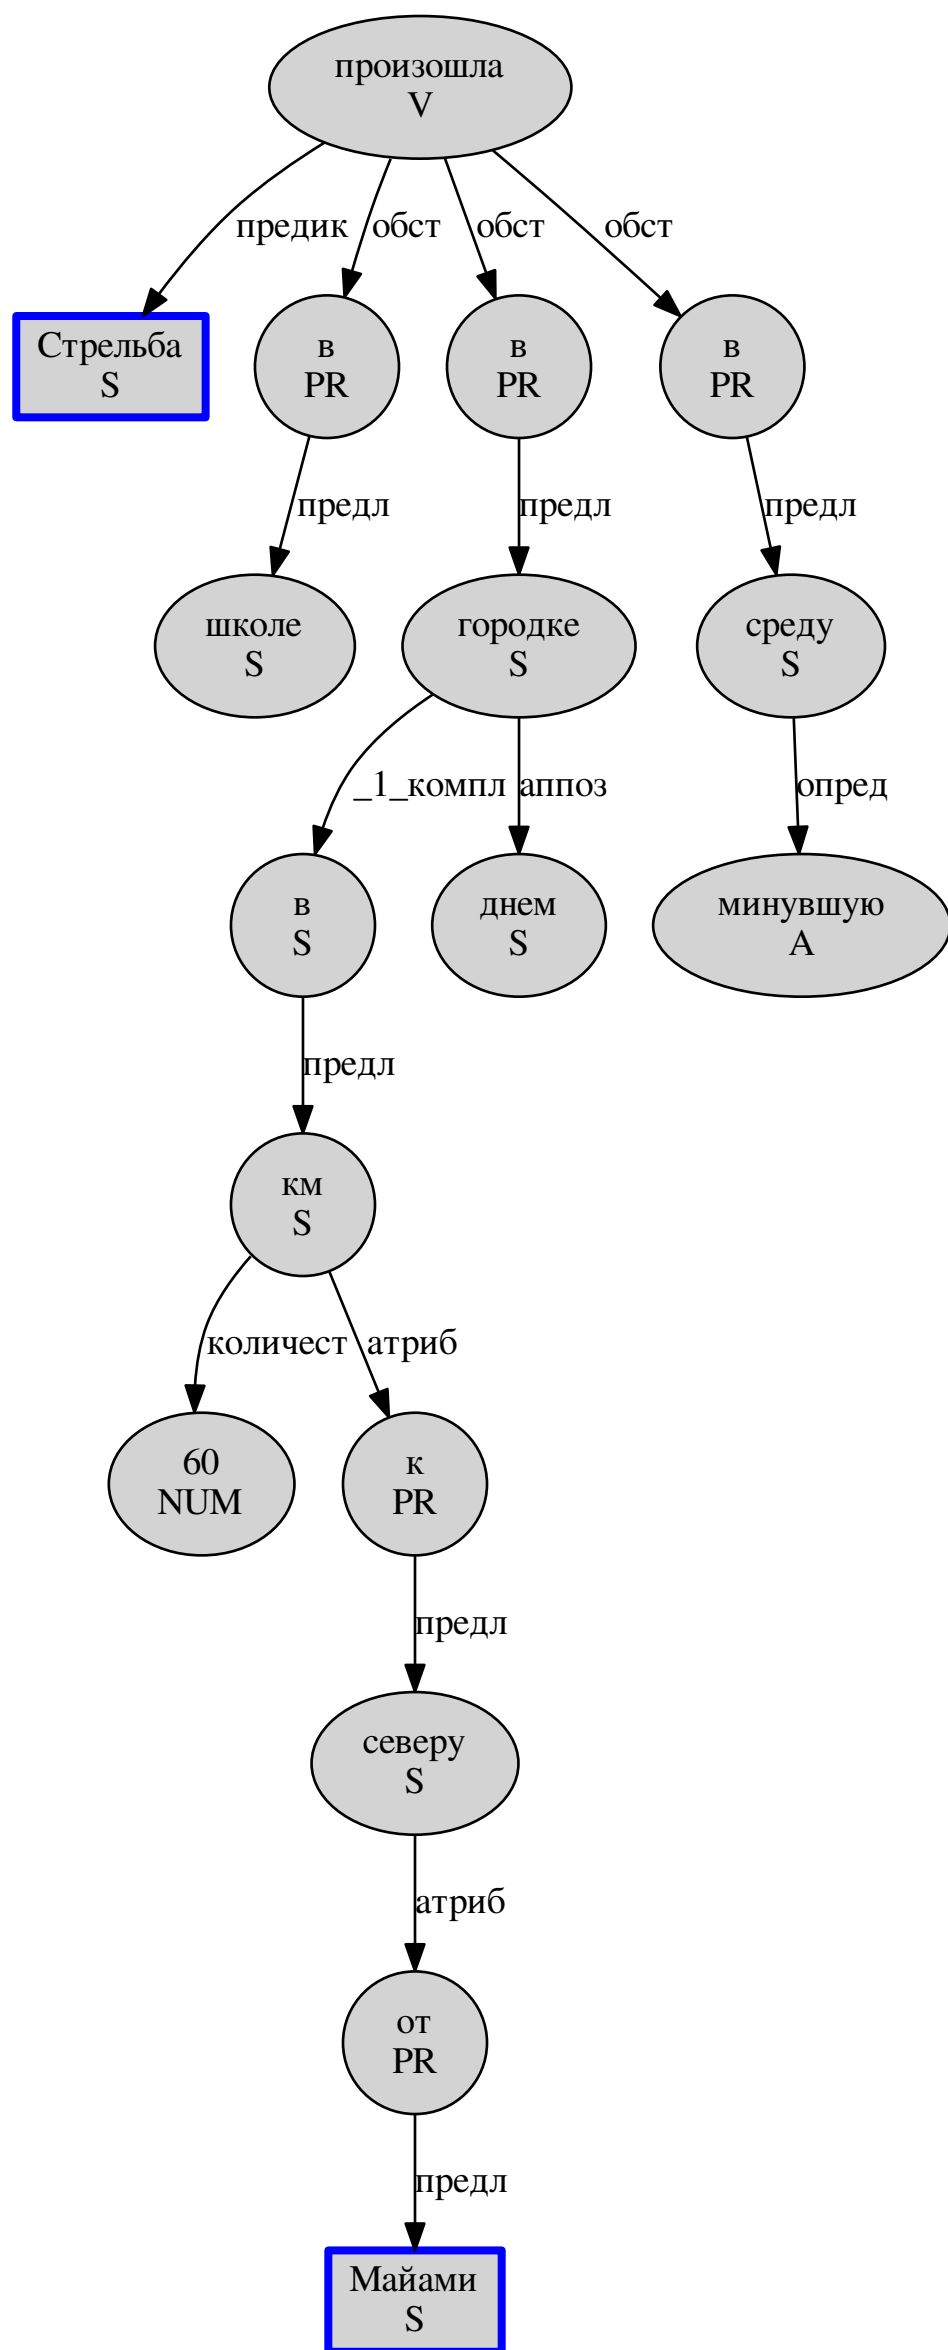 произошла
V
предик
обст
обст
обст
Стрельба
S
в
PR
в
PR
в
PR
предл
предл
предл
школе
S
городке
S
среду
S
_1_компл
аппоз
опред
в
S
днем
S
минувшую
A
предл
км
S
количест
атриб
60
NUM
к
PR
предл
северу
S
атриб
от
PR
предл
Майами
S